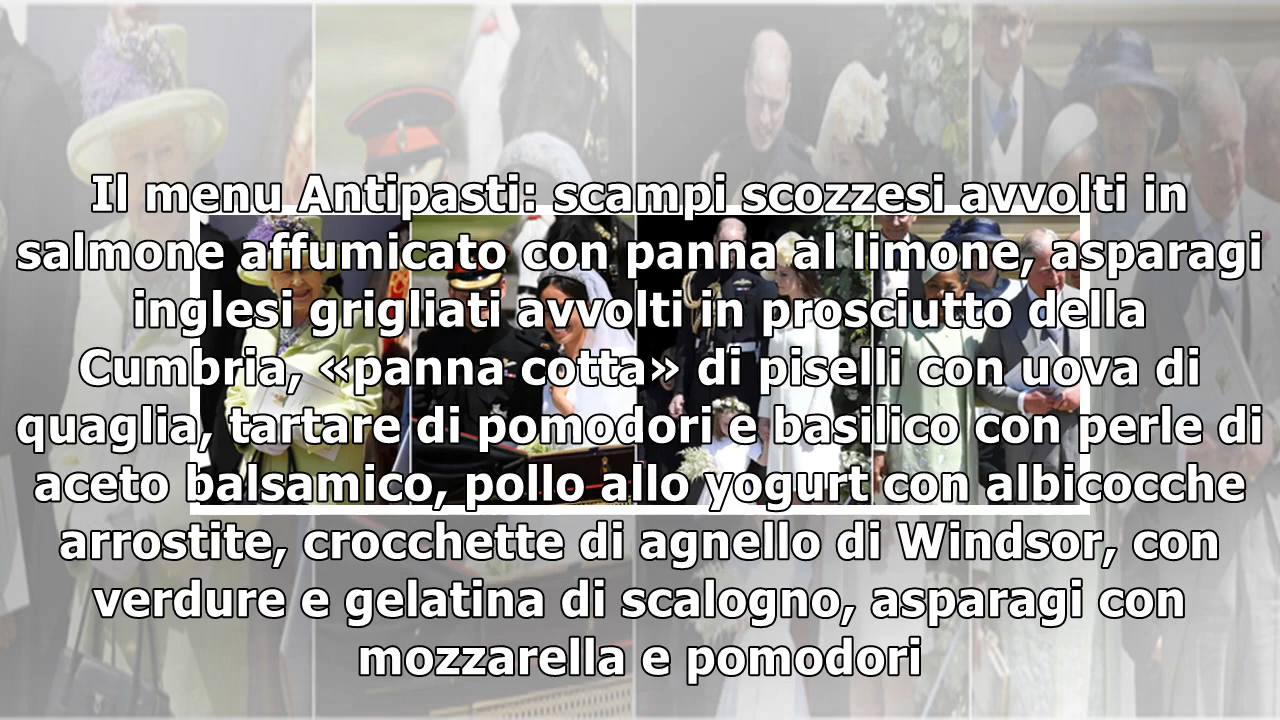 Il menu Antipasti: scampi scozzesi avvolti in
salmone affumicato con panna al limone, asparagi
inglesi grigliati avvolti in prosciutto della
Cumbria, «panna cotta» di piselli con uova di
quaglia, tartare di pomodori e basilico con perle di
aceto balsamico, pollo allo yogurt con albicocche
arrostite, crocchette di agnello di Windsor, con
verdure e gelatina di scalogno, asparagi con
mozzarella e pomodori